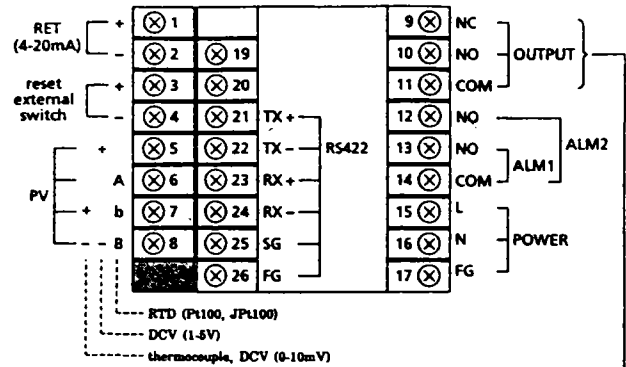 RET + 1 9 NC
(4-20mA) - 2 19 10 NO OUTPUT
reset + 3 20 11 COM
external
switch - 4 21 TX+ 12 NO
+ 5 22 TX- RS422 13 NO ALM1 ALM2
PV A 6 23 RX+ 14 COM
+ b 7 24 RX- 15 L
- - B 8 25 SG 16 N POWER
26 FG 17 FG
RTD (Pt100, JPt100)
DCV (1-5V)
thermocouple, DCV (0-10mV)